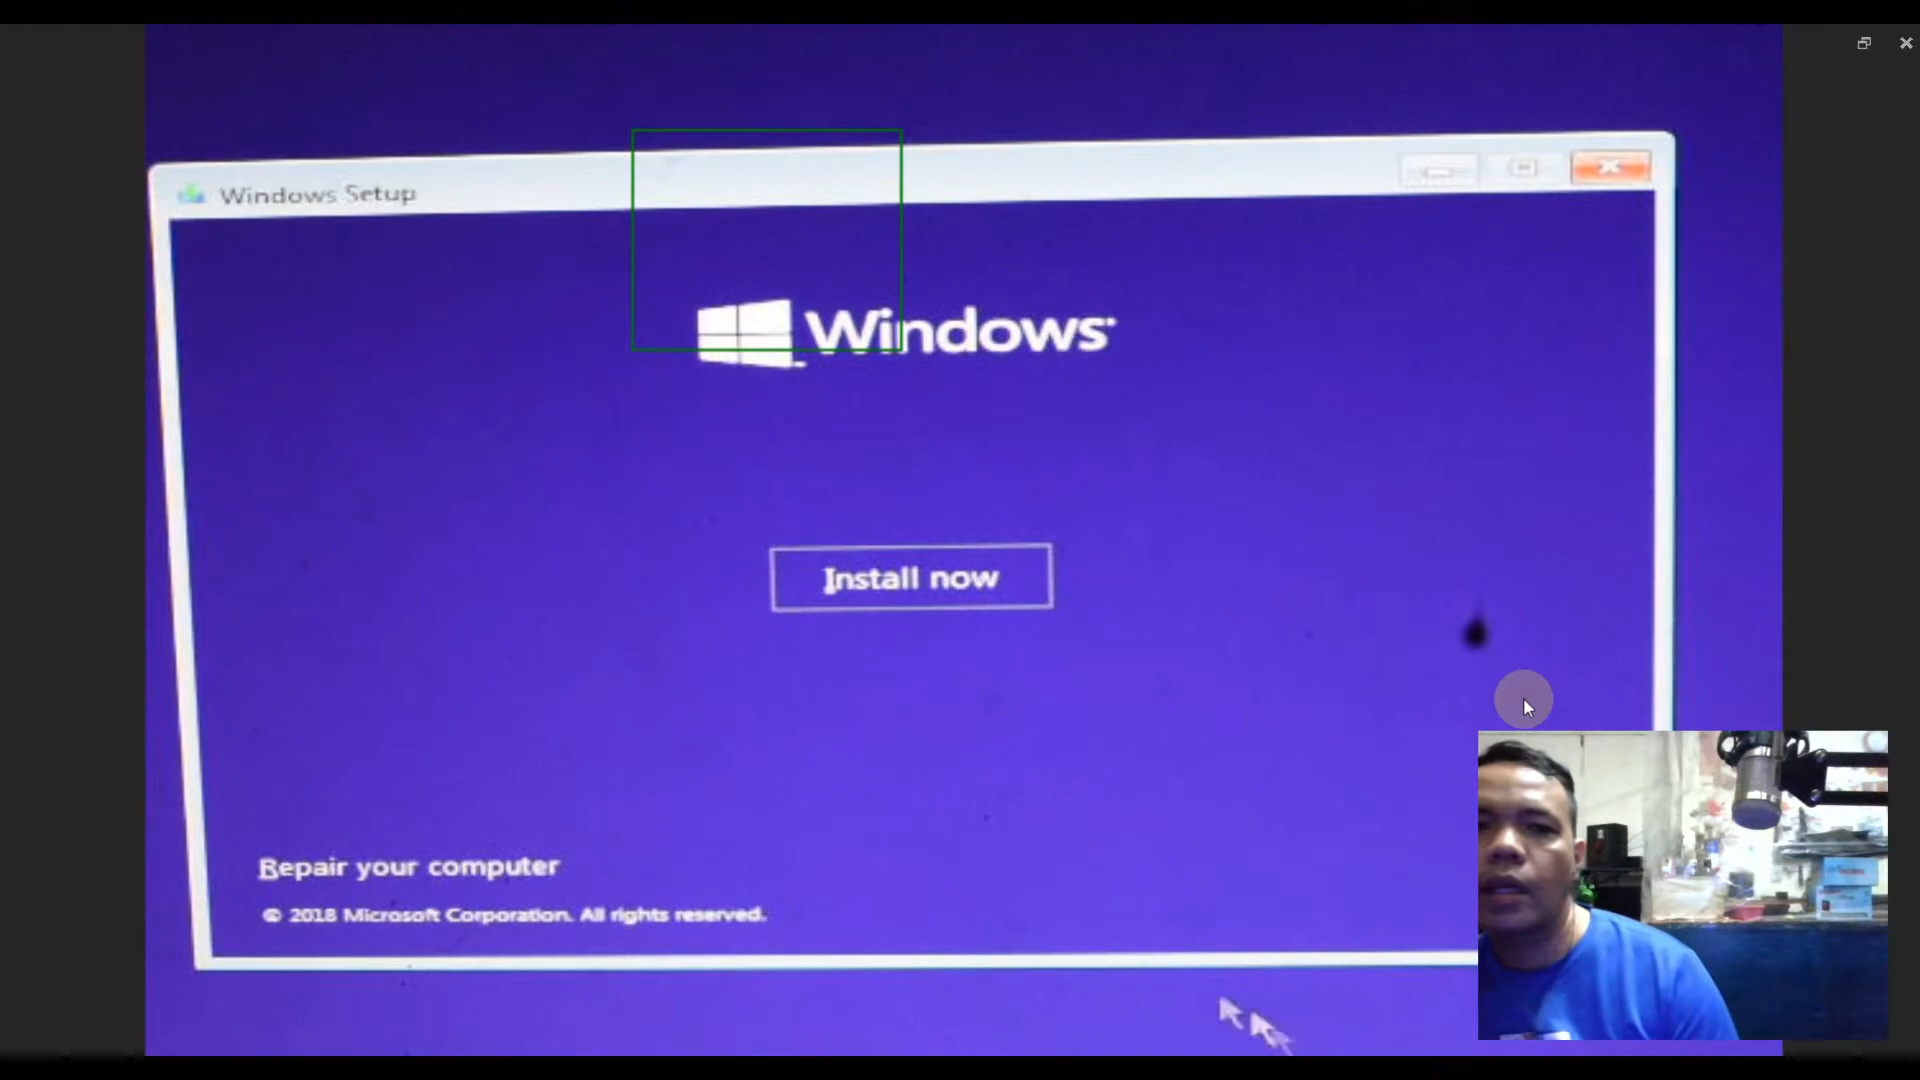 Windows Setup
Windows
Install now
Repair your computer
© 2018 Microsoft Corporation. All rights reserved.